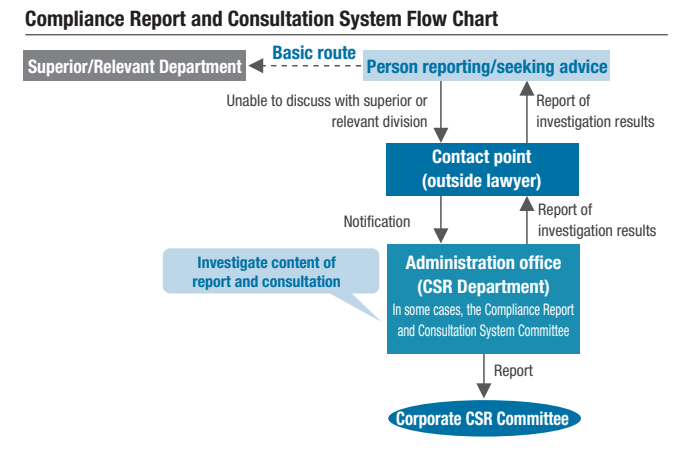 Compliance Report and Consultation System Flow Chart
Basic route
Superior/Relevant Department
Person reporting/seeking advice
Unable to discuss with superior or
relevant division
Report of
investigation results
Contact point
(outside lawyer)
Notification
Report of
investigation results
Investigate content of
report and consultation
Administration office
(CSR Department)
In some cases, the Compliance Report
and Consultation System Committee
Report
Corporate CSR Committee